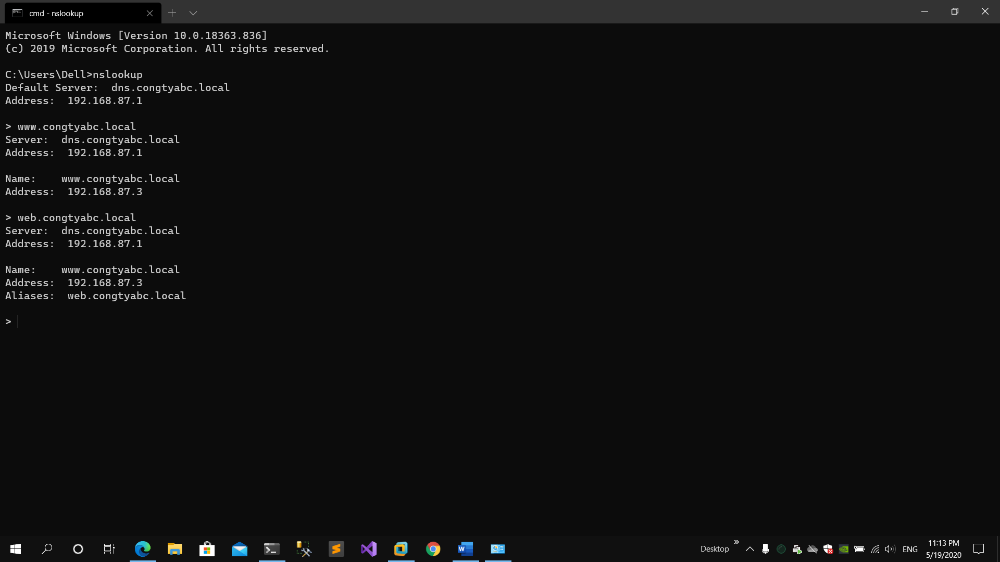 cmd - nslookup
Microsoft Windows [Version 10.0.18363.836]
(c) 2019 Microsoft Corporation. All rights reserved.
C:\Users\Dell>nslookup
Default Server:  dns.congtyabc.local
Address:  192.168.87.1
> www.congtyabc.local
Server:  dns.congtyabc.local
Address:  192.168.87.1
Name:    www.congtyabc.local
Address:  192.168.87.3
> web.congtyabc.local
Server:  dns.congtyabc.local
Address:  192.168.87.1
Name:    www.congtyabc.local
Address:  192.168.87.3
Aliases:  web.congtyabc.local
>
Desktop
ENG
11:13 PM
5/19/2020